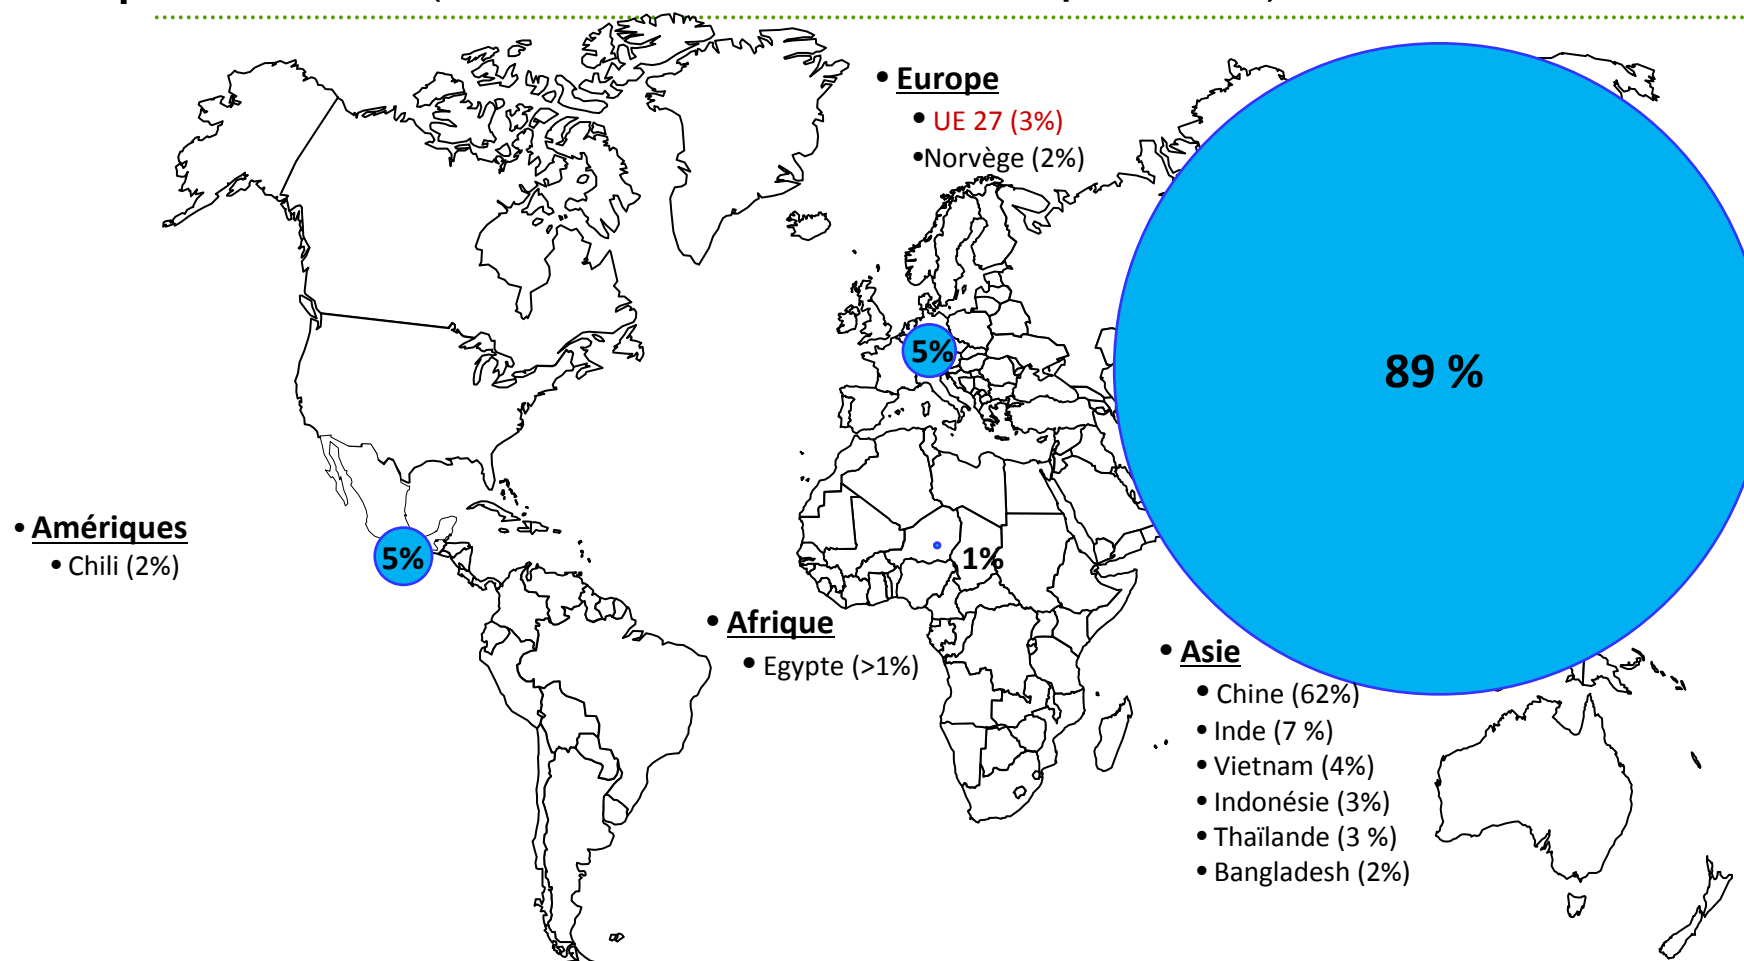 • Europe
• UE 27 (3%)
•Norvège (2%)
5%
89 %
• Amériques
• Chili (2%)
5%
1%
• Afrique
• Egypte (>1%)
• Asie
• Chine (62%)
• Inde (7 %)
• Vietnam (4%)
• Indonésie (3%)
• Thaïlande (3 %)
• Bangladesh (2%)